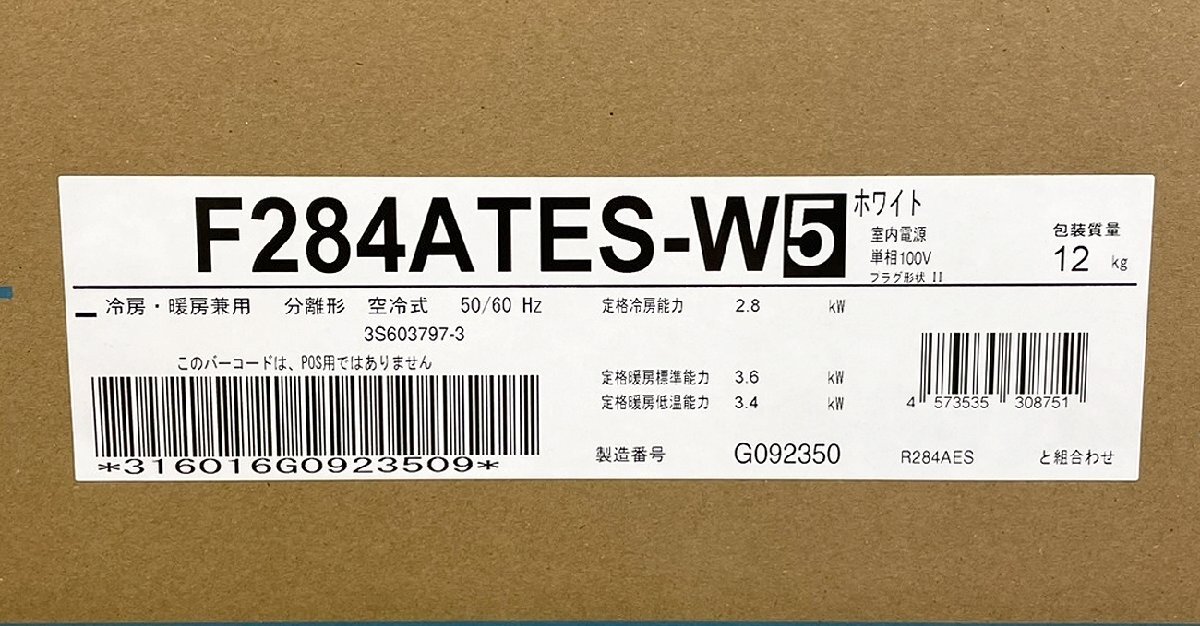 F284ATES-W5 ホワイト
室内電源
単相100V
プラグ形状 II
包装質量
12 kg
冷房・暖房兼用 分離形 空冷式 50/60 Hz
3S603797-3
このバーコードは、POS用ではありません
*316016G0923509*
定格冷房能力 2.8 kW
定格暖房標準能力 3.6 kW
定格暖房低温能力 3.4 kW
製造番号 G092350
4 573535 308751
R284AES と組合わせ